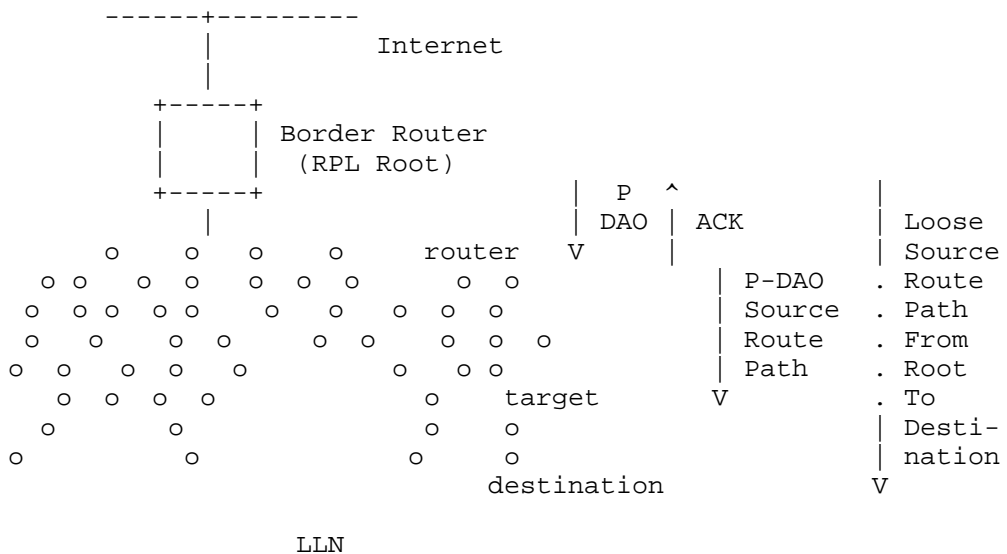 ------+---------
|          Internet
|
+-----+
|     | Border Router
|     |  (RPL Root)
+-----+                      |  P  ^            |
|                      | DAO | ACK        | Loose
o    o   o    o     router   V     |            | Source
o o   o  o   o  o  o      o  o             | P-DAO  . Route
o  o o  o o     o   o   o  o  o              | Source . Path
o   o    o  o     o  o    o  o  o            | Route  . From
o  o   o  o   o         o   o o              | Path   . Root
o  o  o  o             o    target       V        . To
o       o               o    o                      | Desti-
o          o             o     o                      | nation
destination             V
LLN